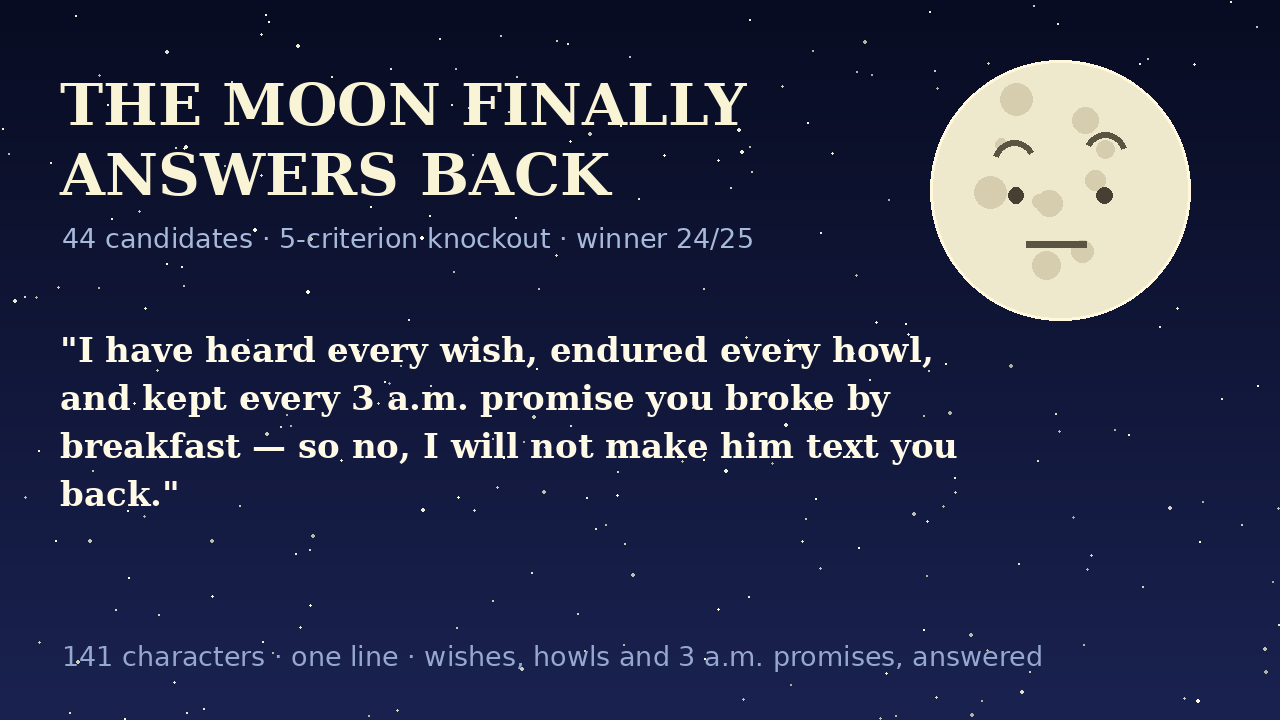 THE MOON FINALLY
ANSWERS BACK
44 candidates · 5-criterion knockout · winner 24/25
"I have heard every wish, endured every howl,
and kept every 3 a.m. promise you broke by
breakfast — so no, I will not make him text you
back."
141 characters · one line · wishes, howls and 3 a.m. promises, answered